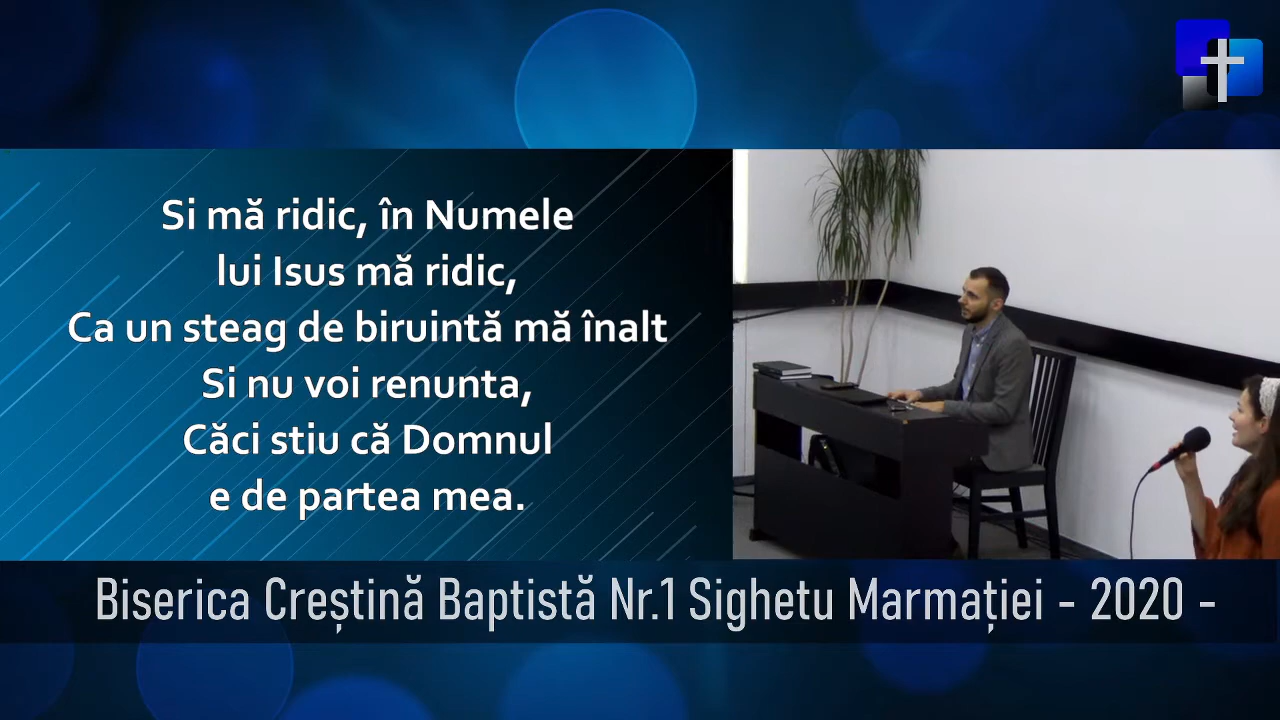 Si mă ridic, în Numele
lui Isus mă ridic,
Ca un steag de biruintă mă înalt
Si nu voi renunta,
Căci stiu că Domnul
e de partea mea.
Biserica Creștină Baptistă Nr.1 Sighetu Marmației - 2020 -